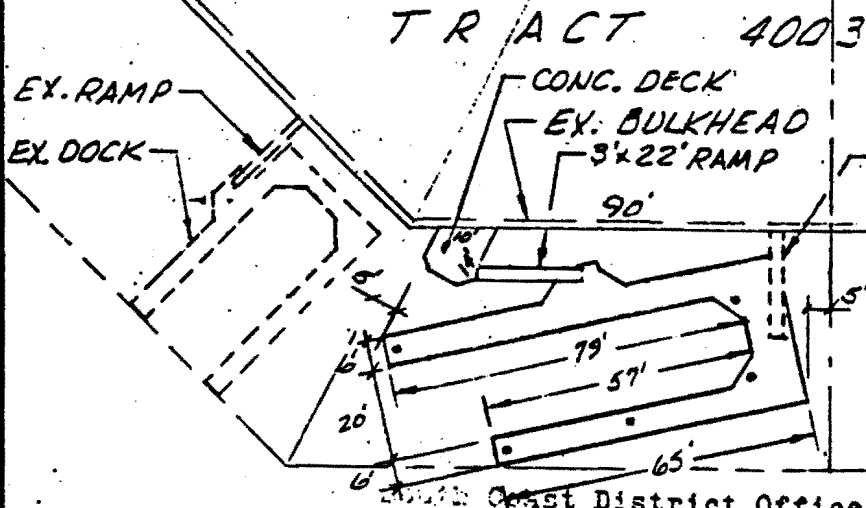 TRACT 4003
CONC. DECK
EX. RAMP
EX. BULKHEAD
EX. DOCK
3'x22' RAMP
90'
10'
5'
6'
79'
57'
20'
6'
65'
Coast District Office